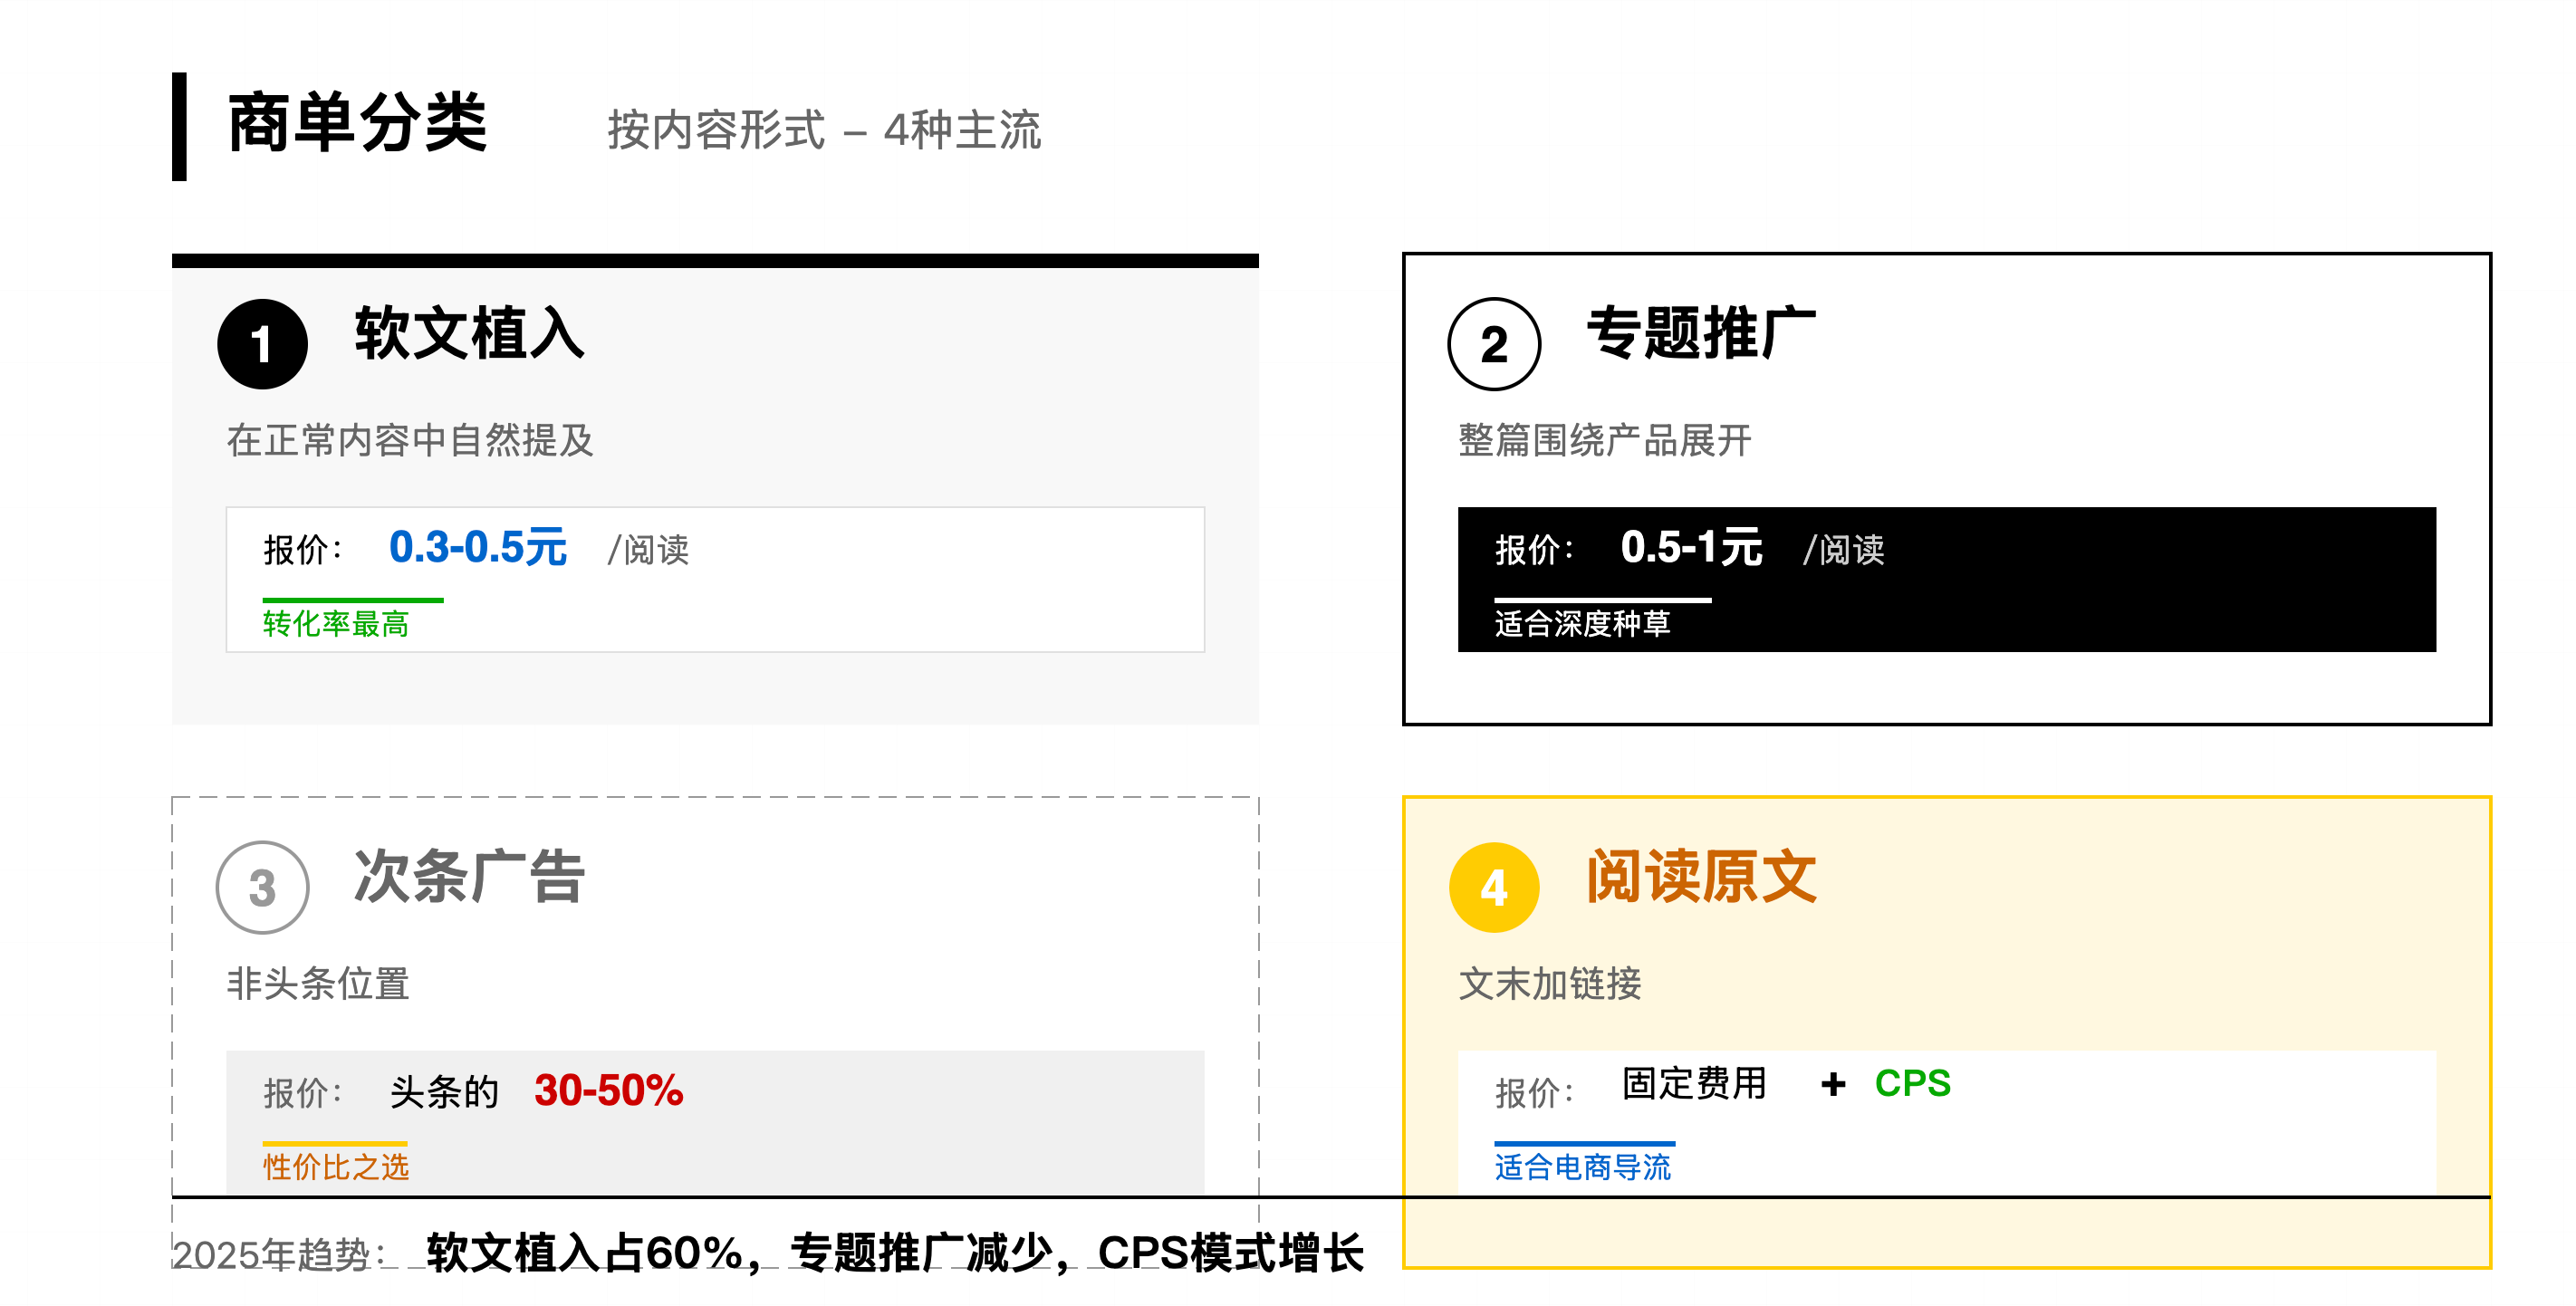 商单分类 按内容形式 – 4种主流
1 软文植入
在正常内容中自然提及
报价： 0.3-0.5元 /阅读
转化率最高
2 专题推广
整篇围绕产品展开
报价： 0.5-1元 /阅读
适合深度种草
3 次条广告
非头条位置
报价： 头条的 30-50%
性价比之选
4 阅读原文
文末加链接
报价： 固定费用 + CPS
适合电商导流
2025年趋势： 软文植入占60%，专题推广减少，CPS模式增长